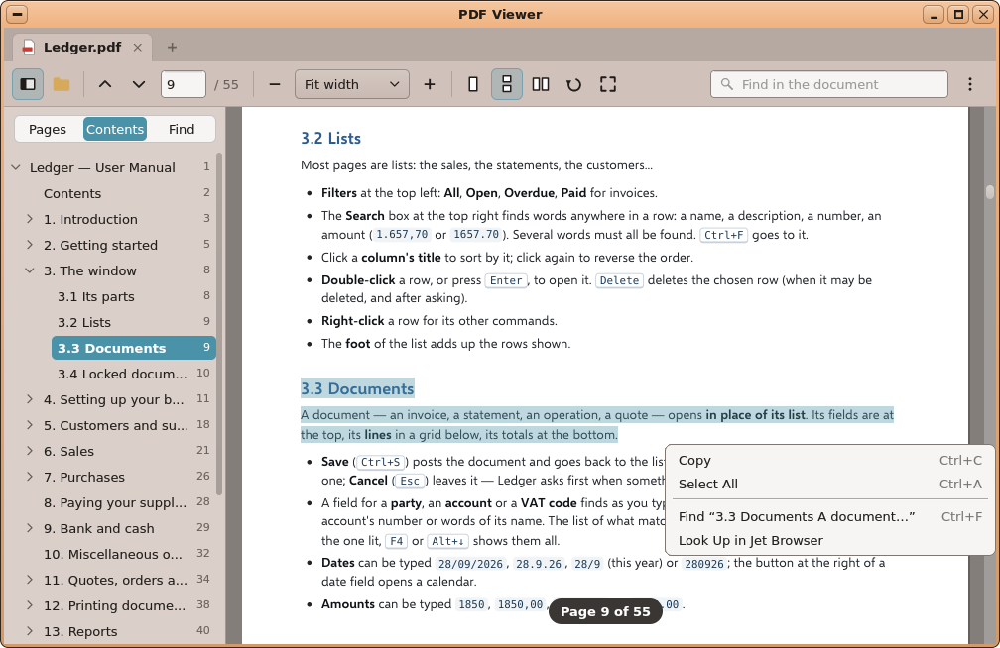 PDF Viewer
Ledger.pdf
9 / 55
Fit width
Find in the document
Pages Contents Find
Ledger — User Manual 1
Contents 2
1. Introduction 3
2. Getting started 5
3. The window 8
3.1 Its parts 8
3.2 Lists 9
3.3 Documents 9
3.4 Locked docum... 10
4. Setting up your b... 11
5. Customers and su... 18
6. Sales 21
7. Purchases 26
8. Paying your suppl... 28
9. Bank and cash 29
10. Miscellaneous o... 32
11. Quotes, orders a... 34
12. Printing docume... 38
13. Reports 40
3.2 Lists
Most pages are lists: the sales, the statements, the customers...
• Filters at the top left: All, Open, Overdue, Paid for invoices.
• The Search box at the top right finds words anywhere in a row: a name, a description, a number, an
amount ( 1.657,70 or 1657.70 ). Several words must all be found. Ctrl+F goes to it.
• Click a column's title to sort by it; click again to reverse the order.
• Double-click a row, or press Enter, to open it. Delete deletes the chosen row (when it may be
deleted, and after asking).
• Right-click a row for its other commands.
• The foot of the list adds up the rows shown.
3.3 Documents
A document — an invoice, a statement, an operation, a quote — opens in place of its list. Its fields are at
the top, its lines in a grid below, its totals at the bottom.
• Save (Ctrl+S) posts the document and goes back to the
one; Cancel (Esc) leaves it — Ledger asks first when
• A field for a party, an account or a VAT code finds as you
account's number or words of its name. The list of what
the one lit, F4 or Alt+↓ shows them all.
• Dates can be typed 28/09/2026, 28.9.26, 28/9 (this year) or 280926; the button at the right of a
date field opens a calendar.
• Amounts can be typed 1850, 1850,00, .00.
Copy Ctrl+C
Select All Ctrl+A
Find “3.3 Documents A document...” Ctrl+F
Look Up in Jet Browser
Page 9 of 55